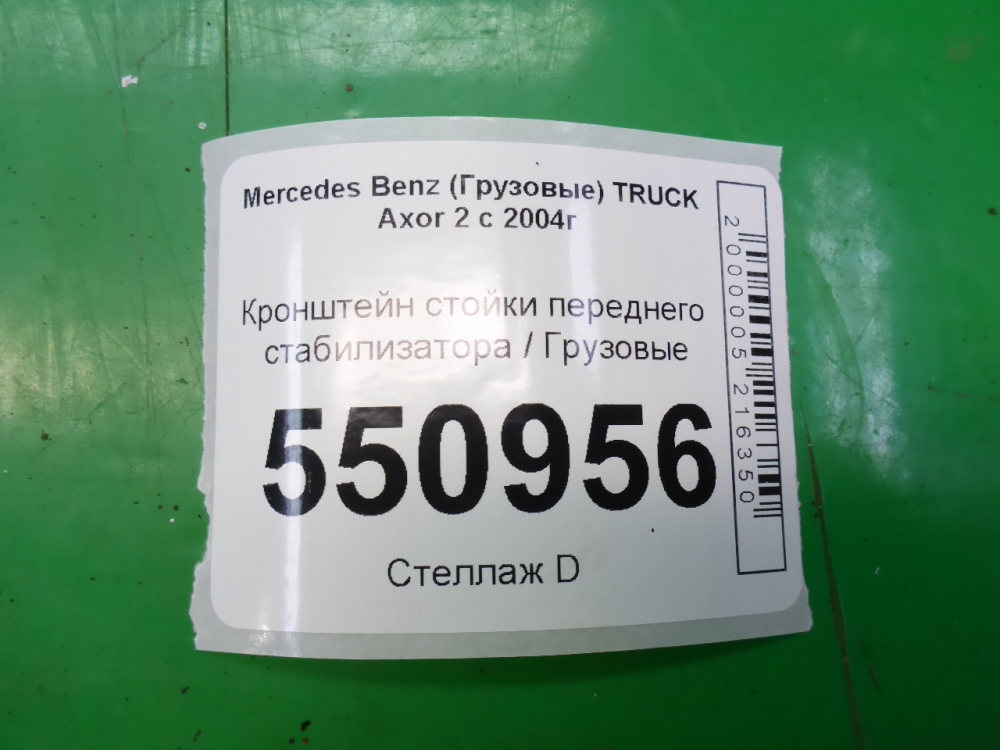 Mercedes Benz (Грузовые) TRUCK
Axor 2 с 2004г
Кронштейн стойки переднего
стабилизатора / Грузовые
550956
Стеллаж D
2000005216350